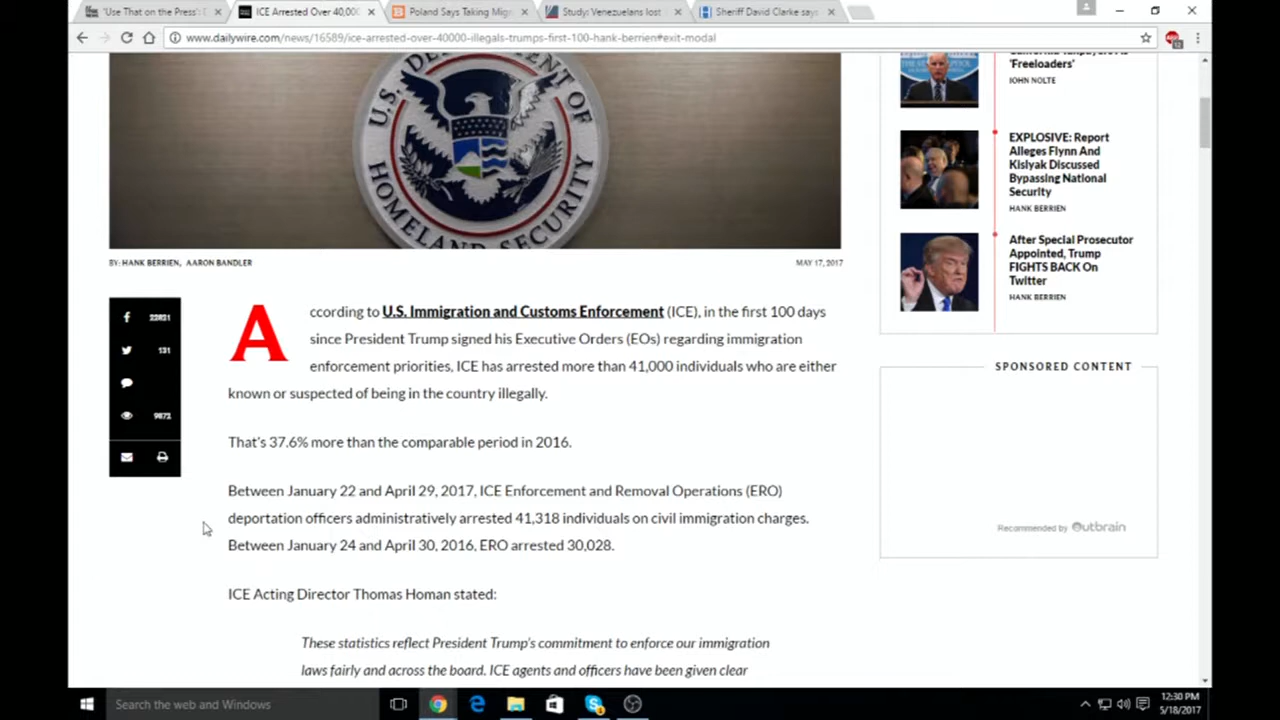 'Use That on the Press':
ICE Arrested Over 40,000
Poland Says Taking Mig
Study: Venezuelans lost
Sheriff David Clarke says
www.dailywire.com/news/16589/ice-arrested-over-40000-illegals-trumps-first-100-hank-berrien#exit-modal
U.S. DEPARTMENT OF
HOMELAND SECURITY
BY: HANK BERRIEN, AARON BANDLER
MAY 17, 2017
22821
131
9872
According to U.S. Immigration and Customs Enforcement (ICE), in the first 100 days
since President Trump signed his Executive Orders (EOs) regarding immigration
enforcement priorities, ICE has arrested more than 41,000 individuals who are either
known or suspected of being in the country illegally.
That's 37.6% more than the comparable period in 2016.
Between January 22 and April 29, 2017, ICE Enforcement and Removal Operations (ERO)
deportation officers administratively arrested 41,318 individuals on civil immigration charges.
Between January 24 and April 30, 2016, ERO arrested 30,028.
ICE Acting Director Thomas Homan stated:
These statistics reflect President Trump's commitment to enforce our immigration
laws fairly and across the board. ICE agents and officers have been given clear
'Freeloaders'
JOHN NOLTE
EXPLOSIVE: Report
Alleges Flynn And
Kislyak Discussed
Bypassing National
Security
HANK BERRIEN
After Special Prosecutor
Appointed, Trump
FIGHTS BACK On
Twitter
HANK BERRIEN
SPONSORED CONTENT
Recommended by Outbrain
Search the web and Windows
12:30 PM
5/18/2017